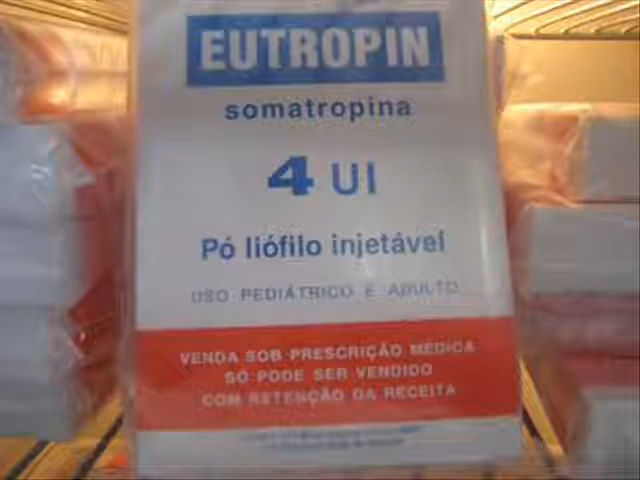 EUTROPIN
somatropina
4 UI
Pó liófilo injetável
USO PEDIÁTRICO E ADULTO
VENDA SOB PRESCRIÇÃO MÉDICA
SÓ PODE SER VENDIDO
COM RETENÇÃO DA RECEITA